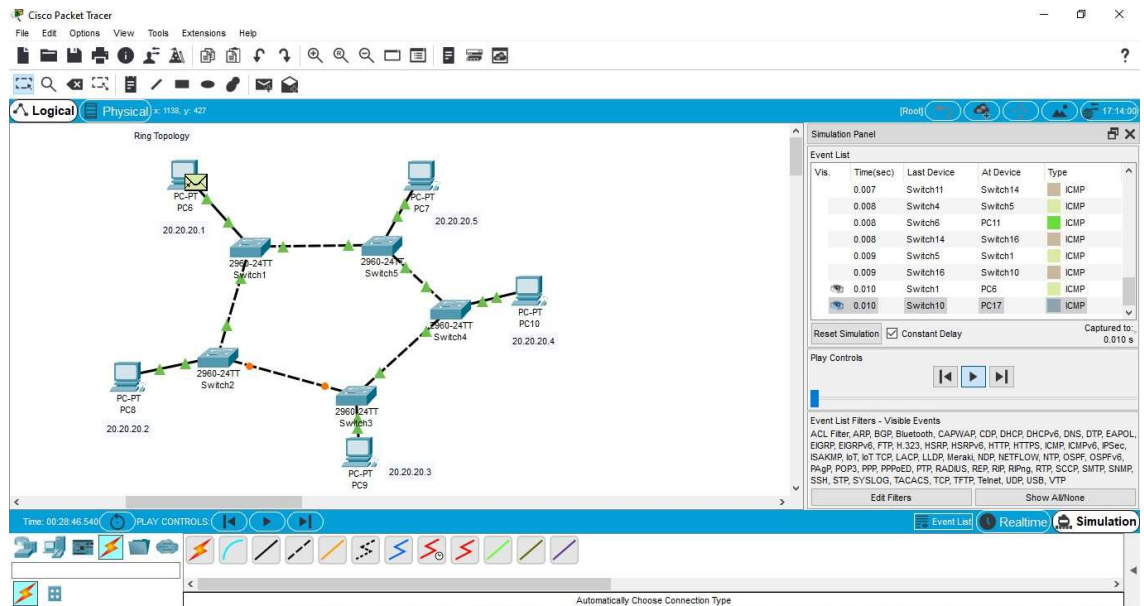 Cisco Packet Tracer
File Edit Options View Tools Extensions Help
?
Logical Physical x: 1138, y: 427 [Root] 17:14:00
Ring Topology
PC-PT
PC6
20.20.20.1
PC-PT
PC7
20.20.20.5
2960-24TT
Switch1
2960-24TT
Switch5
PC-PT
PC10
20.20.20.4
2960-24TT
Switch4
2960-24TT
Switch2
PC-PT
PC8
20.20.20.2
2960-24TT
Switch3
PC-PT
PC9
20.20.20.3
Simulation Panel
Event List
Vis. Time(sec) Last Device At Device Type
0.007 Switch11 Switch14 ICMP
0.008 Switch4 Switch5 ICMP
0.008 Switch6 PC11 ICMP
0.008 Switch14 Switch16 ICMP
0.009 Switch5 Switch1 ICMP
0.009 Switch16 Switch10 ICMP
0.010 Switch1 PC6 ICMP
0.010 Switch10 PC17 ICMP
Reset Simulation Constant Delay Captured to:
0.010 s
Play Controls
Event List Filters - Visible Events
ACL Filter, ARP, BGP, Bluetooth, CAPWAP, CDP, DHCP, DHCPv6, DNS, DTP, EAPOL,
EIGRP, EIGRPv6, FTP, H.323, HSRP, HSRPv6, HTTP, HTTPS, ICMP, ICMPv6, IPSec,
ISAKMP, IoT, IoT TCP, LACP, LLDP, Meraki, NDP, NETFLOW, NTP, OSPF, OSPFv6,
PAgP, POP3, PPP, PPPoED, PTP, RADIUS, REP, RIP, RIPng, RTP, SCCP, SMTP, SNMP,
SSH, STP, SYSLOG, TACACS, TCP, TFTP, Telnet, UDP, USB, VTP
Edit Filters Show All/None
Time: 00:28:46.540 PLAY CONTROLS: Event List Realtime Simulation
Automatically Choose Connection Type